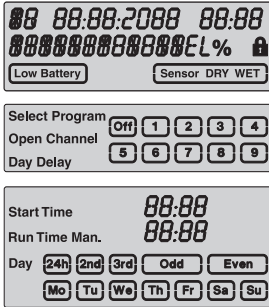 88 88:88:2088 88:88
88888888888EL%
Low Battery Sensor DRY WET
Select Program Off 1 2 3 4
Open Channel
Day Delay 5 6 7 8 9
Start Time 88:88
Run Time Man. 88:88
Day 24h 2nd 3rd Odd Even
Mo Tu We Th Fr Sa Su